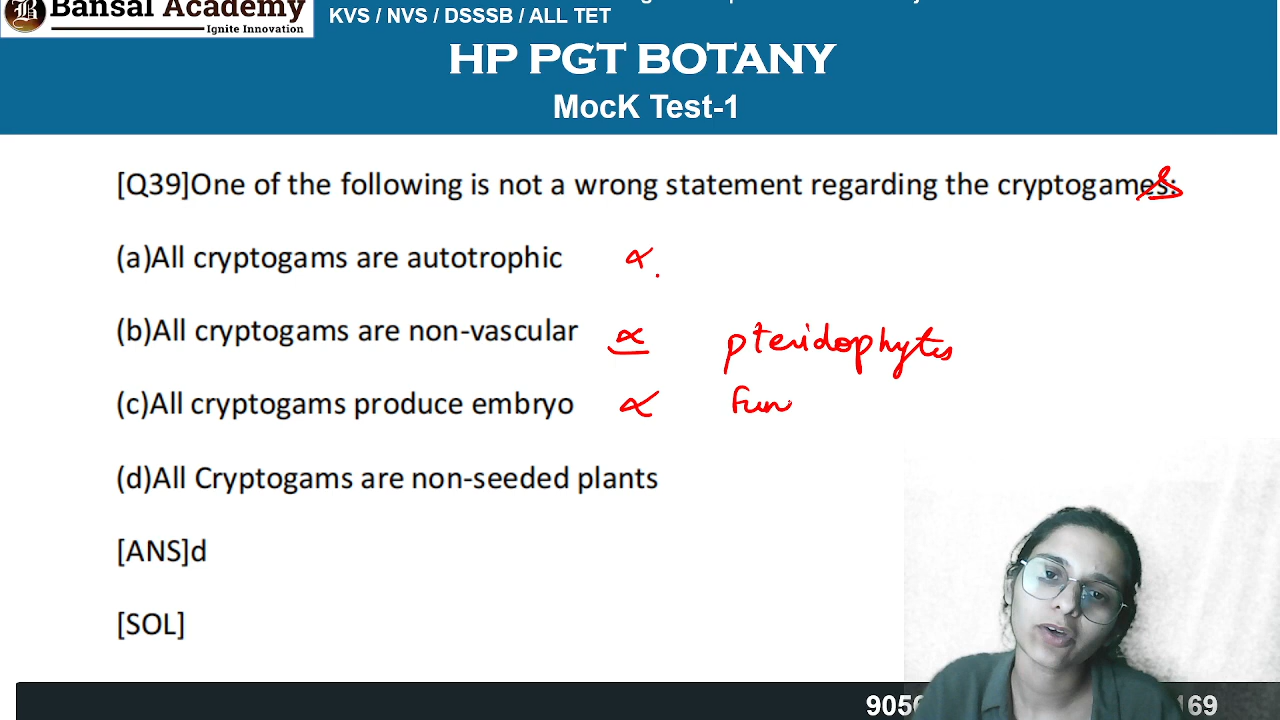 Bansal Academy
Ignite Innovation
KVS / NVS / DSSSB / ALL TET
HP PGT BOTANY
MocK Test-1
[Q39]One of the following is not a wrong statement regarding the cryptogames:
(a)All cryptogams are autotrophic
(b)All cryptogams are non-vascular pteridophytes
(c)All cryptogams produce embryo Fun
(d)All Cryptogams are non-seeded plants
[ANS]d
[SOL]